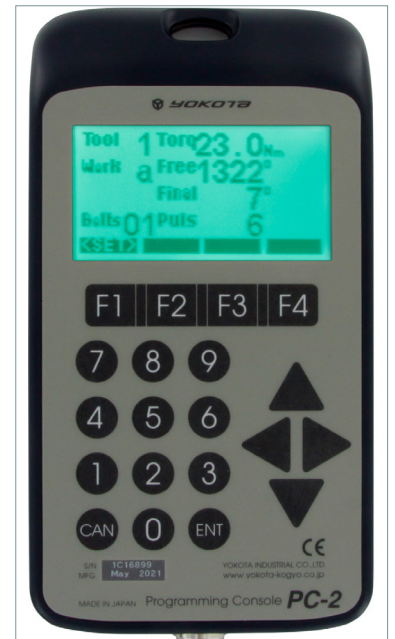 YOKOTA
Tool 1 Torq 23.0 Nm
Work a Free 1322°
Final 7°
Bolts 01 Puls 6
<SET>
F1 F2 F3 F4
7 8 9
4 5 6
1 2 3
CAN 0 ENT
CE
S/N 1C16899 YOKOTA INDUSTRIAL CO.,LTD.
MFG May 2021 www.yokota-kogyo.co.jp
MADE IN JAPAN Programming Console PC-2